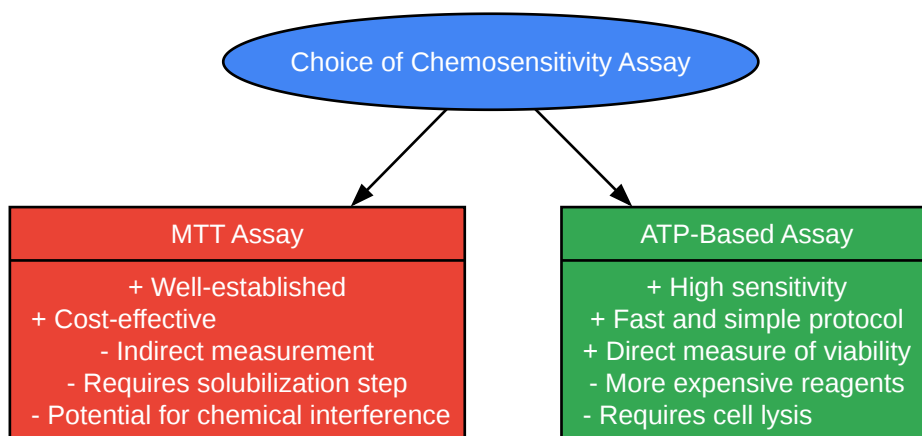 Choice of Chemosensitivity Assay
MTT Assay
+ Well-established
+ Cost-effective
- Indirect measurement
- Requires solubilization step
- Potential for chemical interference
ATP-Based Assay
+ High sensitivity
+ Fast and simple protocol
+ Direct measure of viability
- More expensive reagents
- Requires cell lysis